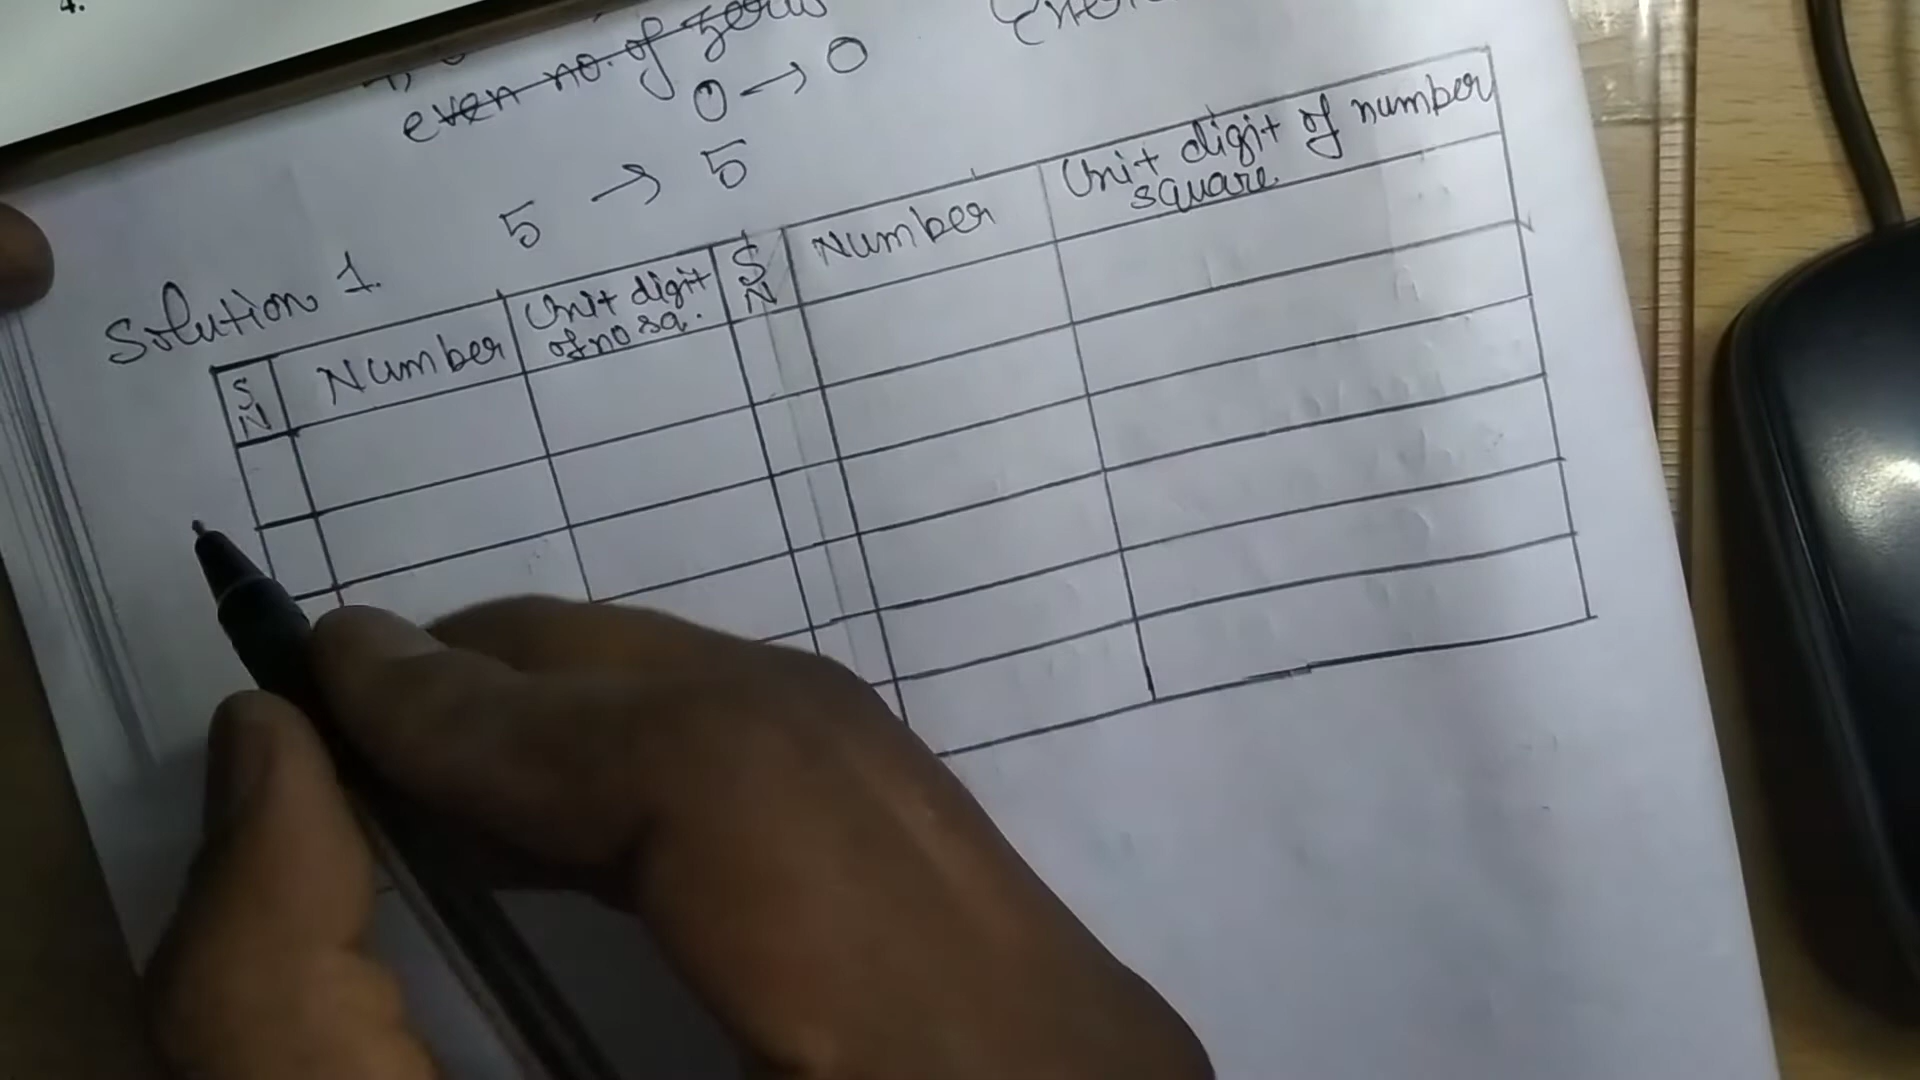 4.
even no. of zeros
0 → 0
5 → 5
Solution 1.
S N Number Unit digit of no sq. S N Number Unit digit of number square